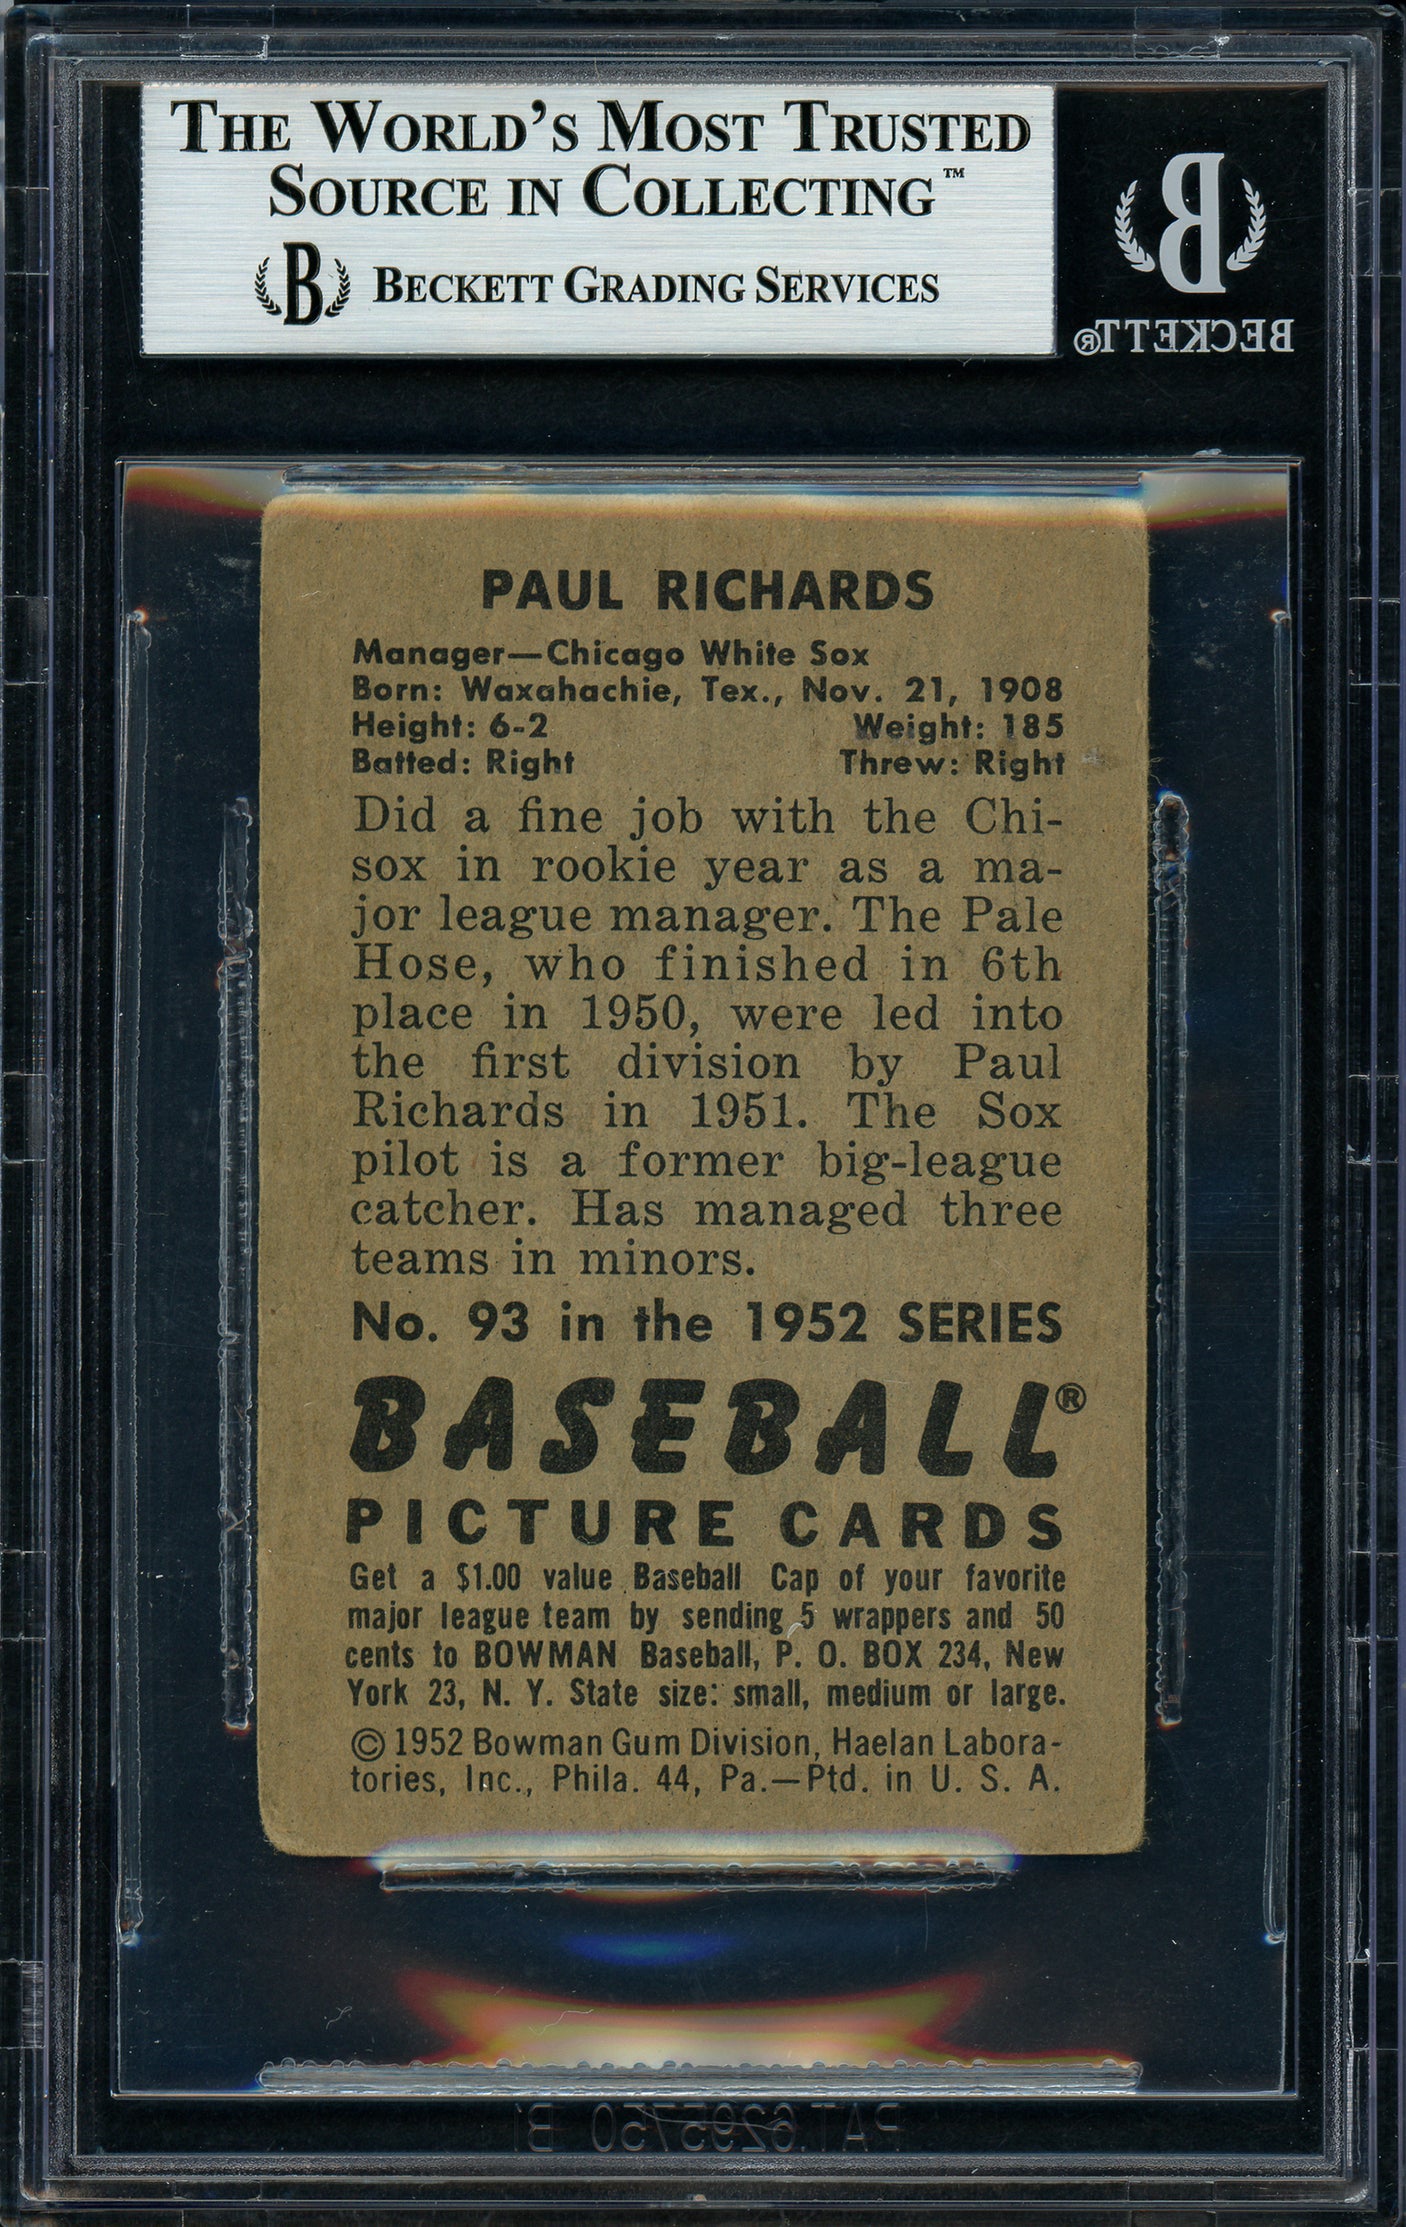 THE WORLD'S MOST TRUSTED
SOURCE IN COLLECTING™
B BECKETT GRADING SERVICES
B
BECKETT®
PAUL RICHARDS
Manager—Chicago White Sox
Born: Waxahachie, Tex., Nov. 21, 1908
Height: 6-2 Weight: 185
Batted: Right Threw: Right
Did a fine job with the Chi-
sox in rookie year as a ma-
jor league manager. The Pale
Hose, who finished in 6th
place in 1950, were led into
the first division by Paul
Richards in 1951. The Sox
pilot is a former big-league
catcher. Has managed three
teams in minors.
No. 93 in the 1952 SERIES
BASEBALL®
PICTURE CARDS
Get a $1.00 value Baseball Cap of your favorite
major league team by sending 5 wrappers and 50
cents to BOWMAN Baseball, P. O. BOX 234, New
York 23, N. Y. State size: small, medium or large.
© 1952 Bowman Gum Division, Haelan Labora-
tories, Inc., Phila. 44, Pa.—Ptd. in U. S. A.
PAT.6295750 B1